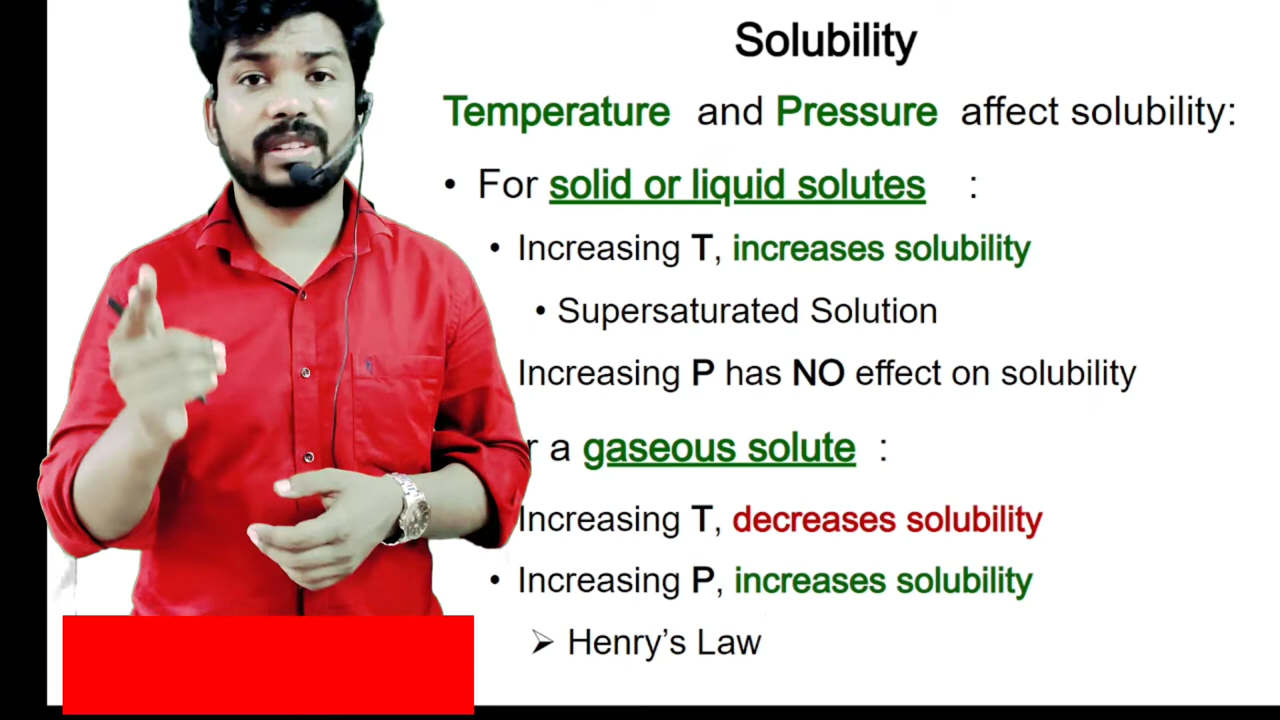 Solubility
Temperature and Pressure affect solubility:
• For solid or liquid solutes :
• Increasing T, increases solubility
• Supersaturated Solution
Increasing P has NO effect on solubility
r a gaseous solute :
Increasing T, decreases solubility
• Increasing P, increases solubility
➢ Henry's Law